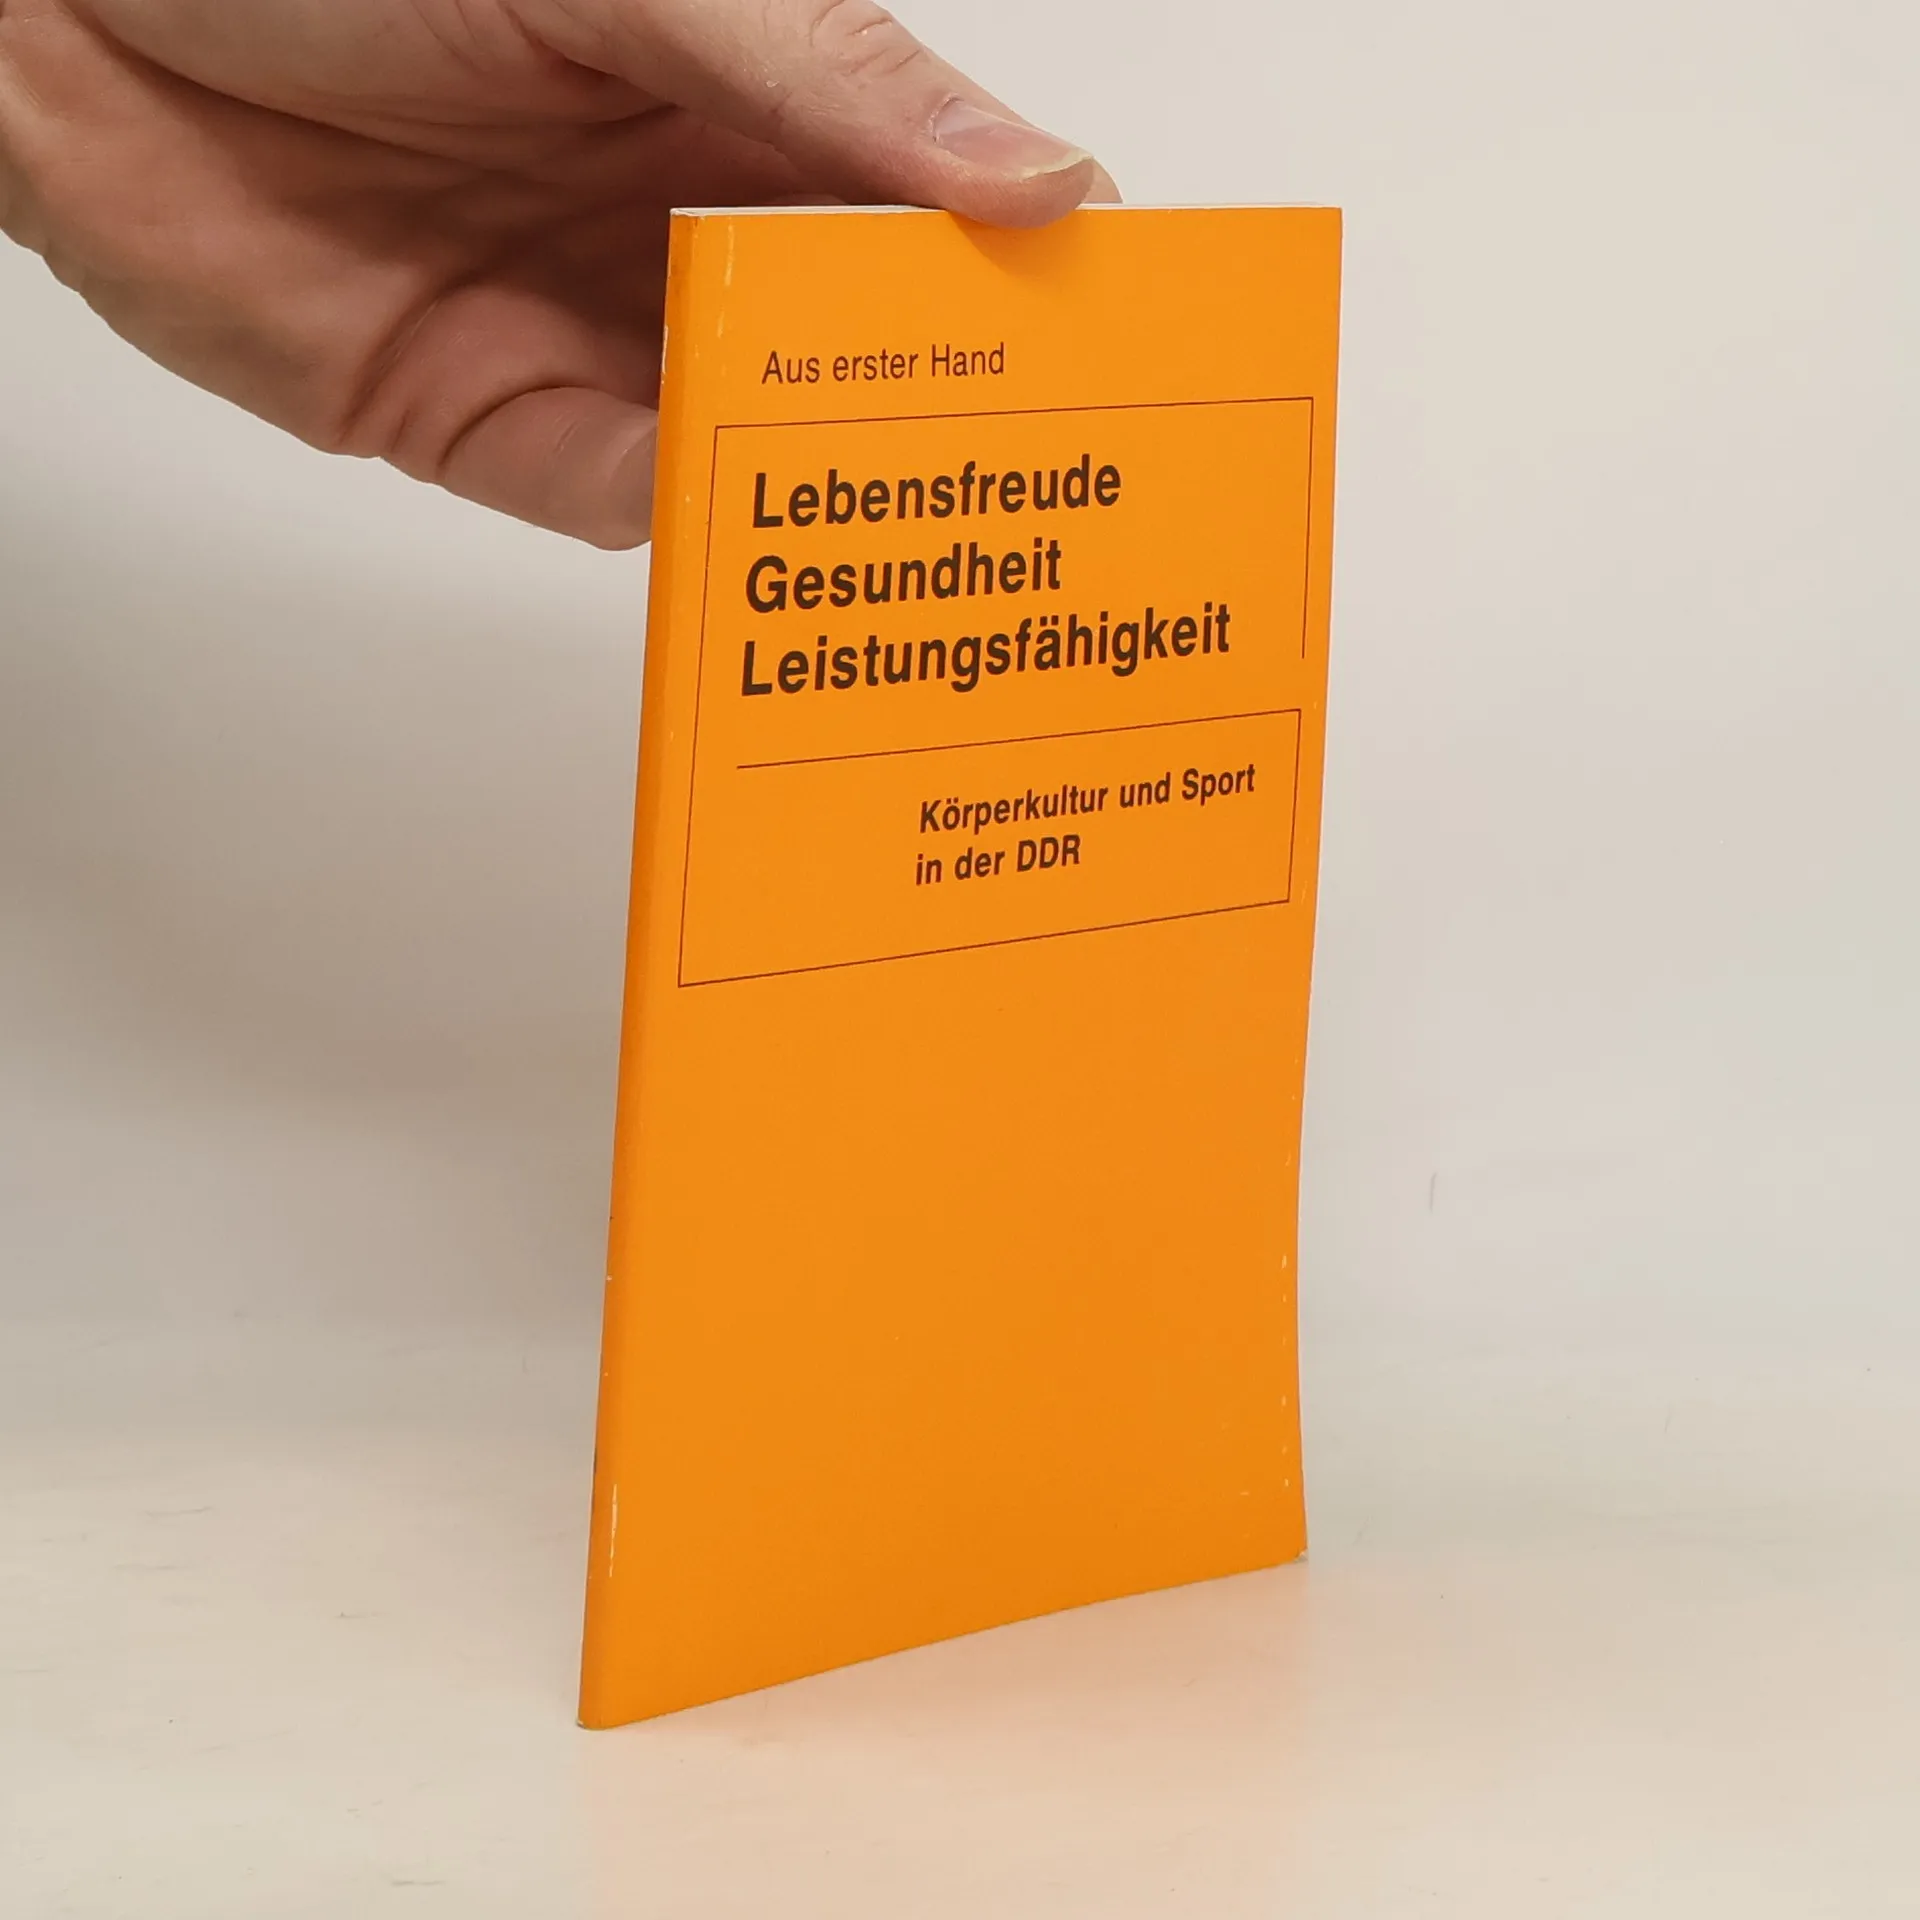 Aus erster Hand
Lebensfreude
Gesundheit
Leistungsfähigkeit
Körperkultur und Sport
in der DDR